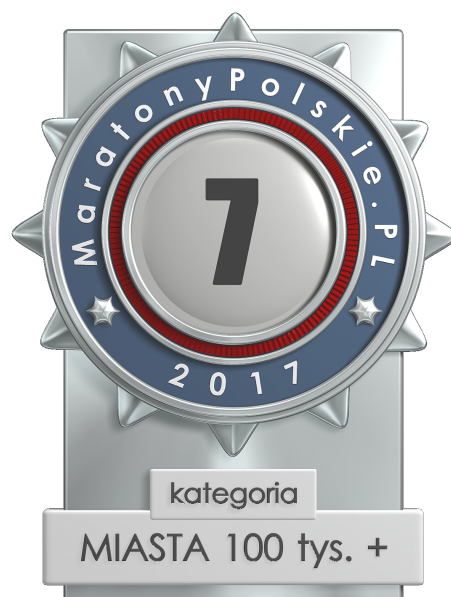 MaratonyPolskie.PL
7
2017
kategoria
MIASTA 100 tys. +